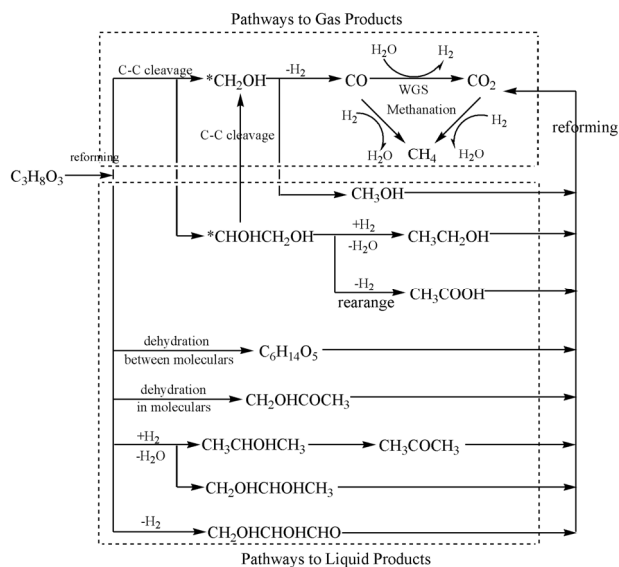 Pathways to Gas Products
H₂O H₂
C-C cleavage *CH₂OH -H₂ CO WGS CO₂
Methanation
H₂ H₂
reforming
C-C cleavage
H₂O CH₄ H₂O
reforming
C₃H₈O₃
CH₃OH
*CHOHCH₂OH +H₂ -H₂O CH₃CH₂OH
-H₂ rearange CH₃COOH
dehydration
between moleculars C₆H₁₄O₅
dehydration
in moleculars CH₂OHCOCH₃
+H₂ -H₂O CH₃CHOHCH₃ CH₃COCH₃
CH₂OHCHOHCH₃
-H₂ CH₂OHCHOHCHO
Pathways to Liquid Products